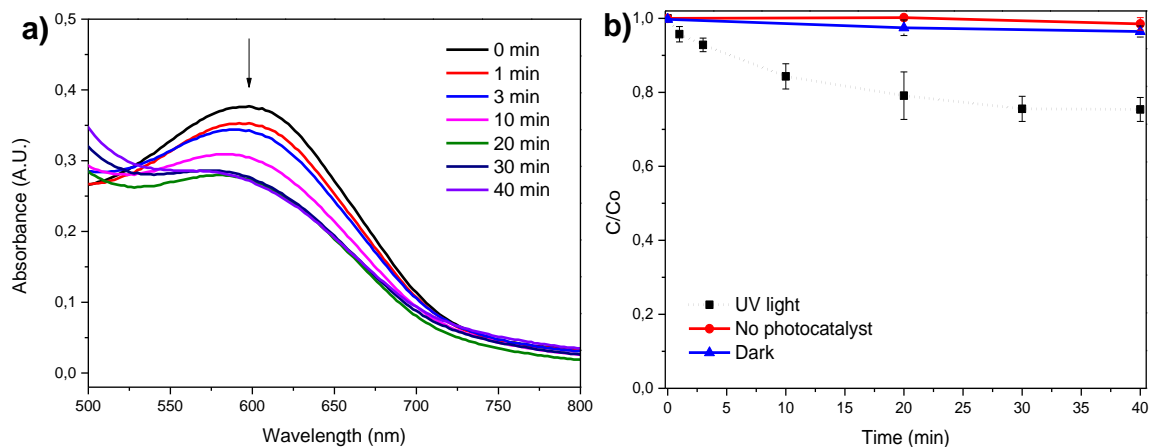 a)
0,5
0,4
0,3
0,2
0,1
0,0
Absorbance (A.U.)
0 min
1 min
3 min
10 min
20 min
30 min
40 min
500 550 600 650 700 750 800
Wavelength (nm)
b)
1,0
0,8
0,6
0,4
0,2
0,0
C/Co
UV light
No photocatalyst
Dark
0 5 10 15 20 25 30 35 40
Time (min)